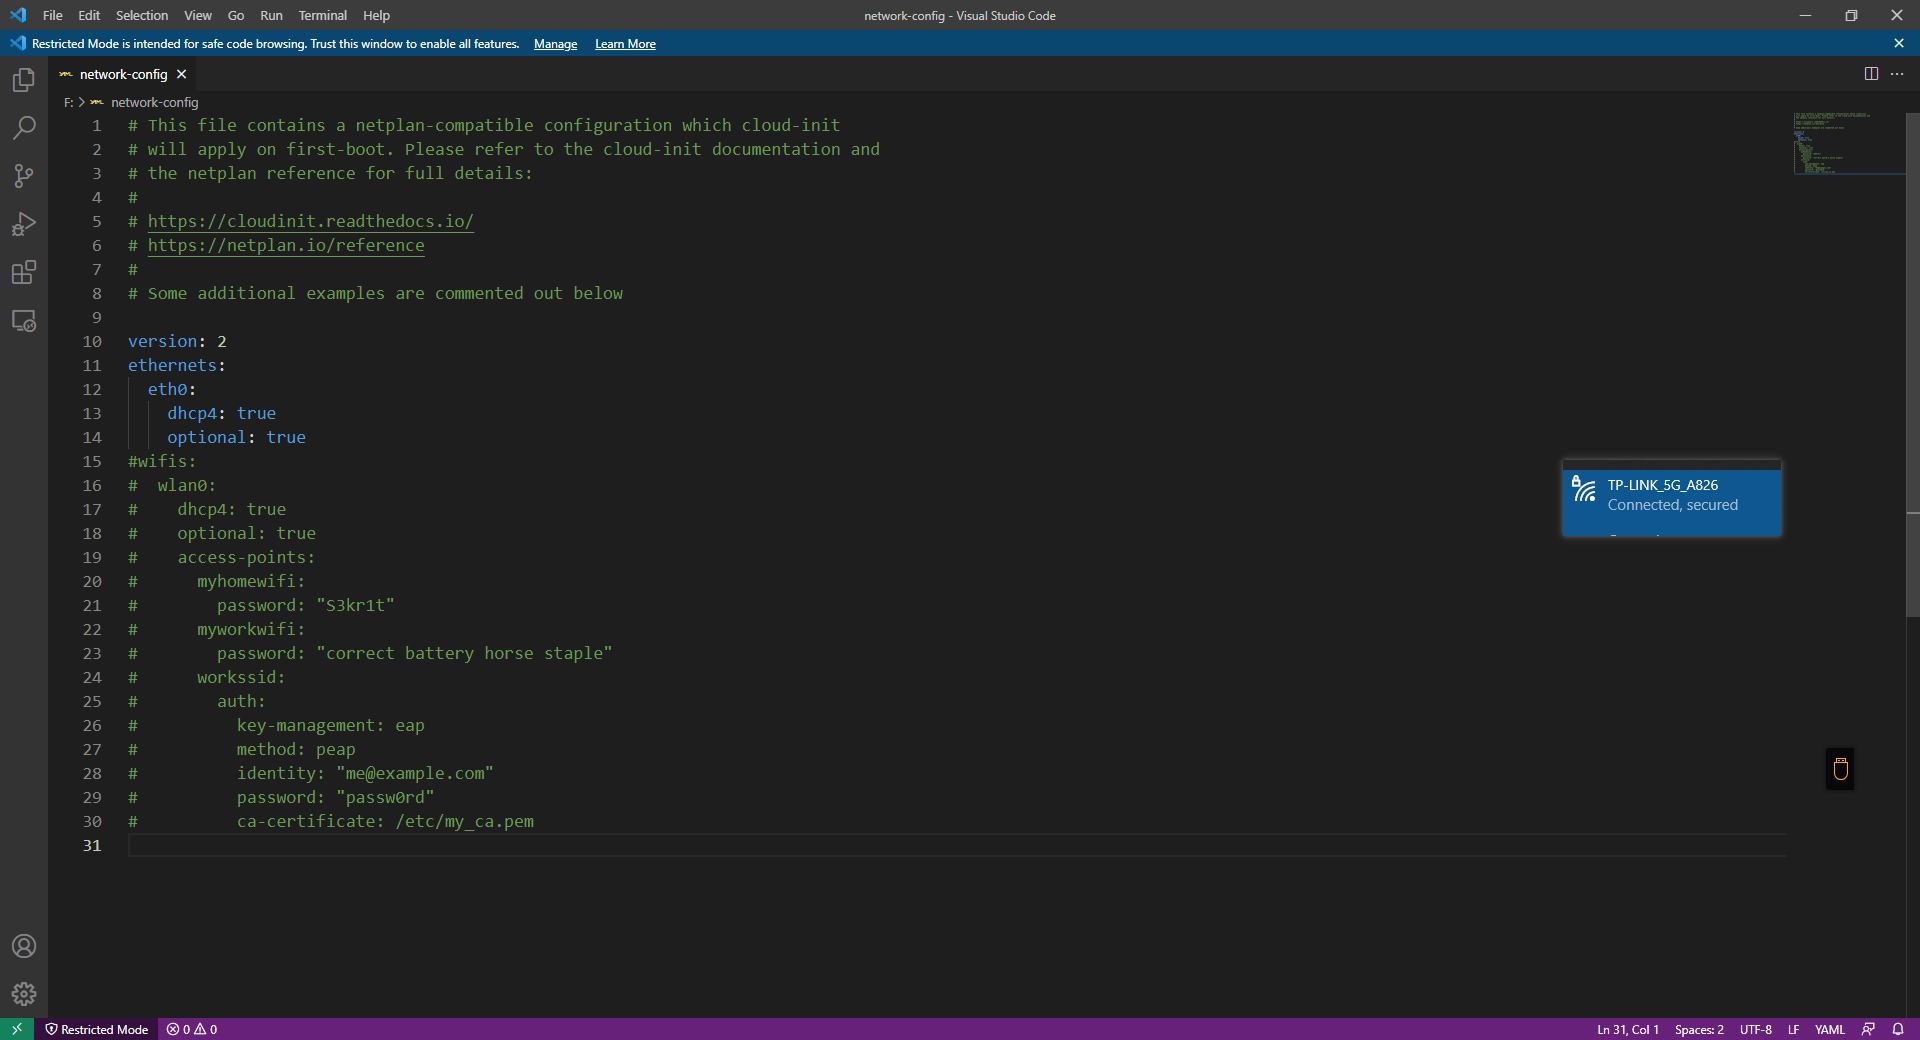 File Edit Selection View Go Run Terminal Help
network-config - Visual Studio Code
Restricted Mode is intended for safe code browsing. Trust this window to enable all features. Manage Learn More
network-config
F: > network-config
1 # This file contains a netplan-compatible configuration which cloud-init
2 # will apply on first-boot. Please refer to the cloud-init documentation and
3 # the netplan reference for full details:
4 #
5 # https://cloudinit.readthedocs.io/
6 # https://netplan.io/reference
7 #
8 # Some additional examples are commented out below
9
10 version: 2
11 ethernets:
12   eth0:
13     dhcp4: true
14     optional: true
15 #wifis:
16 #  wlan0:
17 #    dhcp4: true
18 #    optional: true
19 #    access-points:
20 #      myhomewifi:
21 #        password: "S3kr1t"
22 #      myworkwifi:
23 #        password: "correct battery horse staple"
24 #      workssid:
25 #        auth:
26 #          key-management: eap
27 #          method: peap
28 #          identity: "me@example.com"
29 #          password: "passw0rd"
30 #          ca-certificate: /etc/my_ca.pem
31
TP-LINK_5G_A826
Connected, secured
Restricted Mode 0 0
Ln 31, Col 1 Spaces: 2 UTF-8 LF YAML